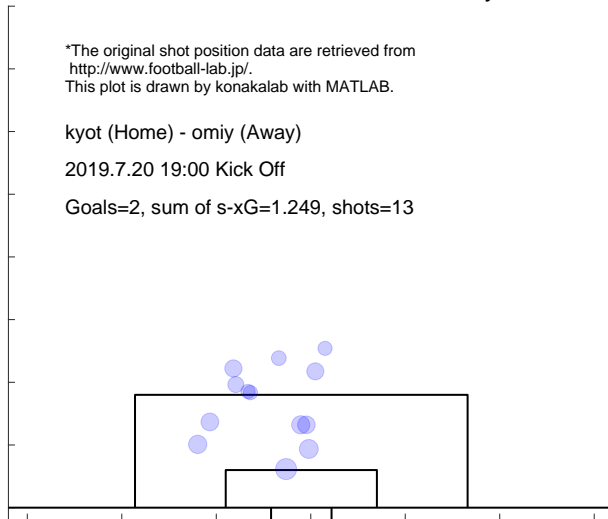 *The original shot position data are retrieved from
http://www.football-lab.jp/.
This plot is drawn by konakalab with MATLAB.
kyot (Home) - omiy (Away)
2019.7.20 19:00 Kick Off
Goals=2, sum of s-xG=1.249, shots=13